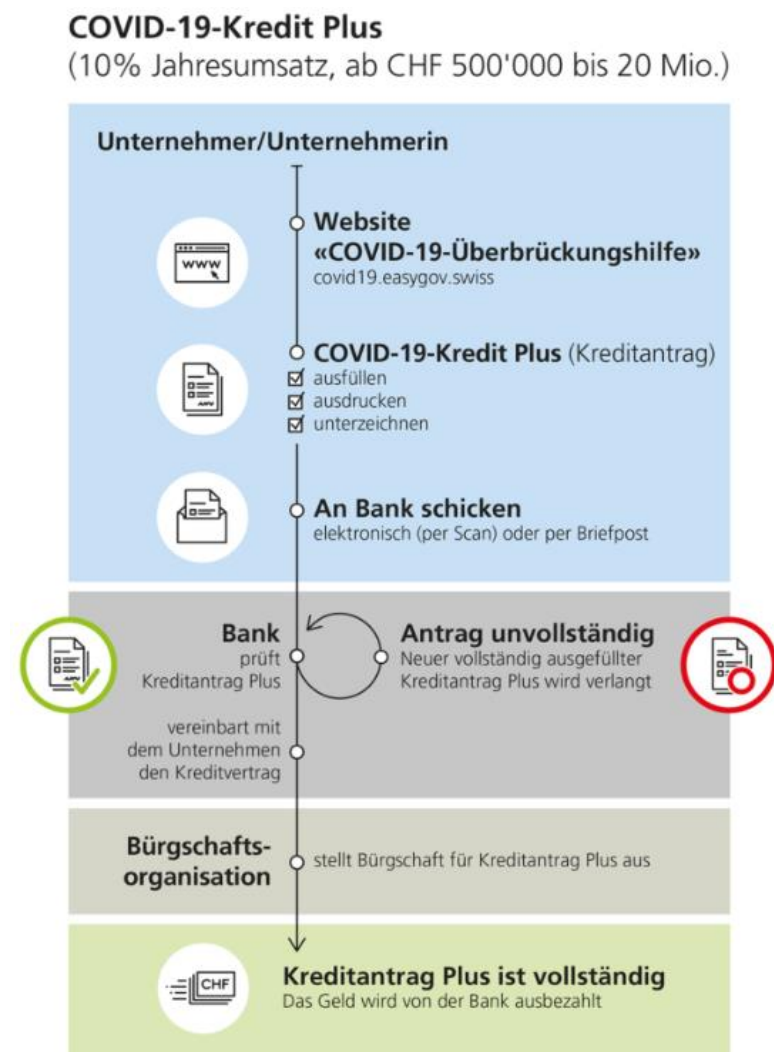 COVID-19-Kredit Plus
(10% Jahresumsatz, ab CHF 500'000 bis 20 Mio.)
Unternehmer/Unternehmerin
www
Website
«COVID-19-Überbrückungshilfe»
covid19.easygov.swiss
COVID-19-Kredit Plus (Kreditantrag)
ausfüllen
ausdrucken
unterzeichnen
An Bank schicken
elektronisch (per Scan) oder per Briefpost
Bank
prüft
Kreditantrag Plus
Antrag unvollständig
Neuer vollständig ausgefüllter
Kreditantrag Plus wird verlangt
vereinbart mit
dem Unternehmen
den Kreditvertrag
Bürgschafts-
organisation
stellt Bürgschaft für Kreditantrag Plus aus
CHF
Kreditantrag Plus ist vollständig
Das Geld wird von der Bank ausbezahlt